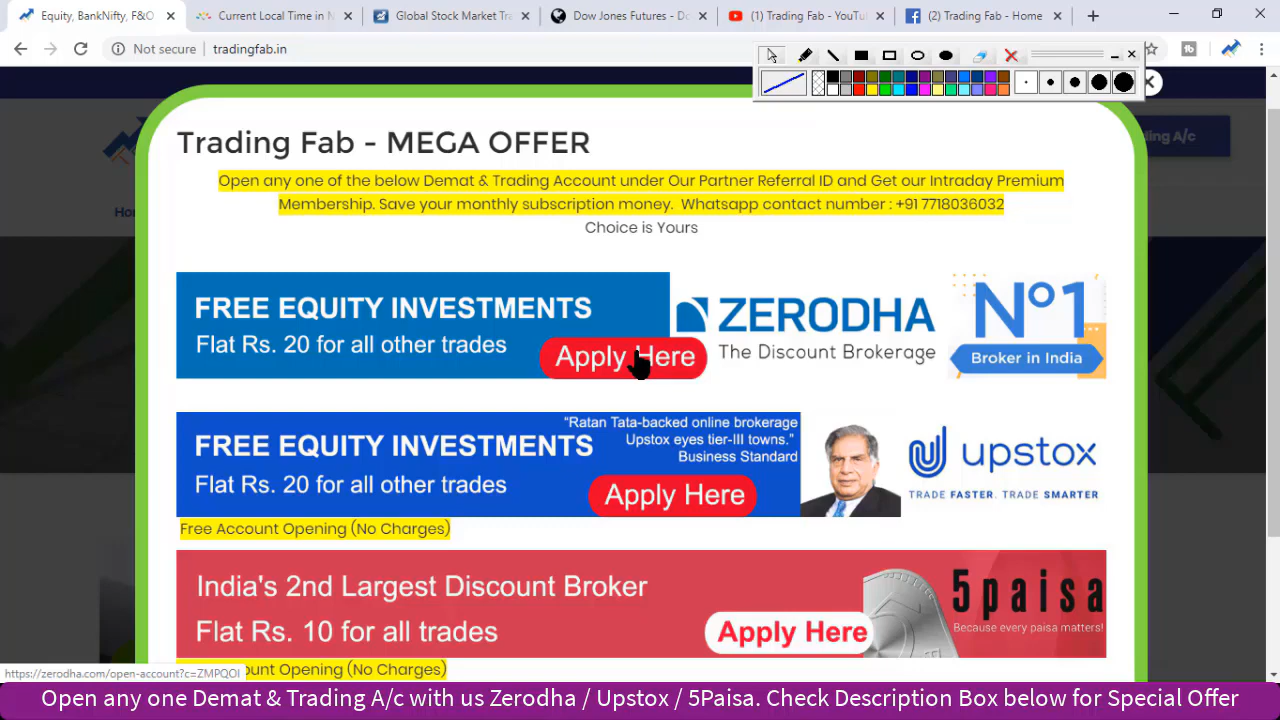 Equity, BankNifty, F&O
Current Local Time in N
Global Stock Market Tra
Dow Jones Futures - Do
(1) Trading Fab - YouTu
(2) Trading Fab - Home
Not secure
tradingfab.in
Trading Fab - MEGA OFFER
Open any one of the below Demat & Trading Account under Our Partner Referral ID and Get our Intraday Premium
Membership. Save your monthly subscription money. Whatsapp contact number : +91 7718036032
Choice is Yours
FREE EQUITY INVESTMENTS
Flat Rs. 20 for all other trades
Apply Here
ZERODHA
The Discount Brokerage
Nº1
Broker in India
FREE EQUITY INVESTMENTS
Flat Rs. 20 for all other trades
“Ratan Tata-backed online brokerage
Upstox eyes tier-III towns.”
Business Standard
Apply Here
upstox
TRADE FASTER. TRADE SMARTER
Free Account Opening (No Charges)
India's 2nd Largest Discount Broker
Flat Rs. 10 for all trades
Apply Here
5paisa
Because every paisa matters!
ount Opening (No Charges)
https://zerodha.com/open-account?c=ZMPQOI
Open any one Demat & Trading A/c with us Zerodha / Upstox / 5Paisa. Check Description Box below for Special Offer